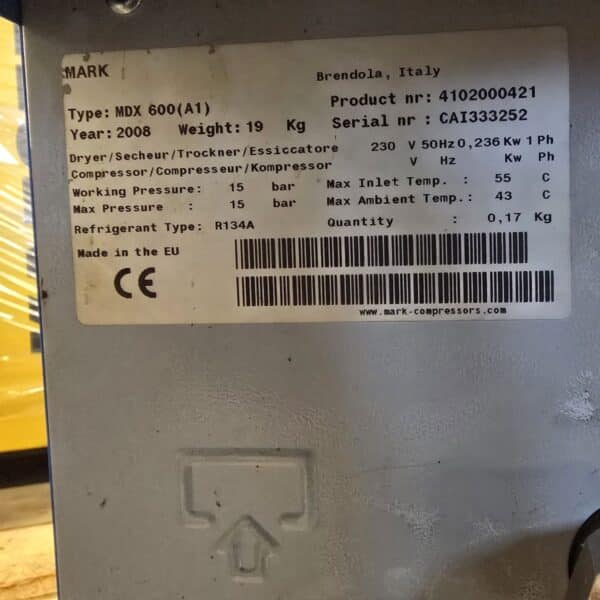 MARK
Brendola, Italy
Type: MDX 600(A1)
Product nr: 4102000421
Year: 2008 Weight: 19 Kg Serial nr : CAI333252
Dryer/Secheur/Trockner/Essiccatore 230 V 50Hz 0,236 Kw 1 Ph
Compressor/Compresseur/Kompressor V Hz Kw Ph
Working Pressure: 15 bar Max Inlet Temp. : 55 C
Max Pressure : 15 bar Max Ambient Temp.: 43 C
Refrigerant Type: R134A Quantity : 0,17 Kg
Made in the EU
CE
www.mark-compressors.com